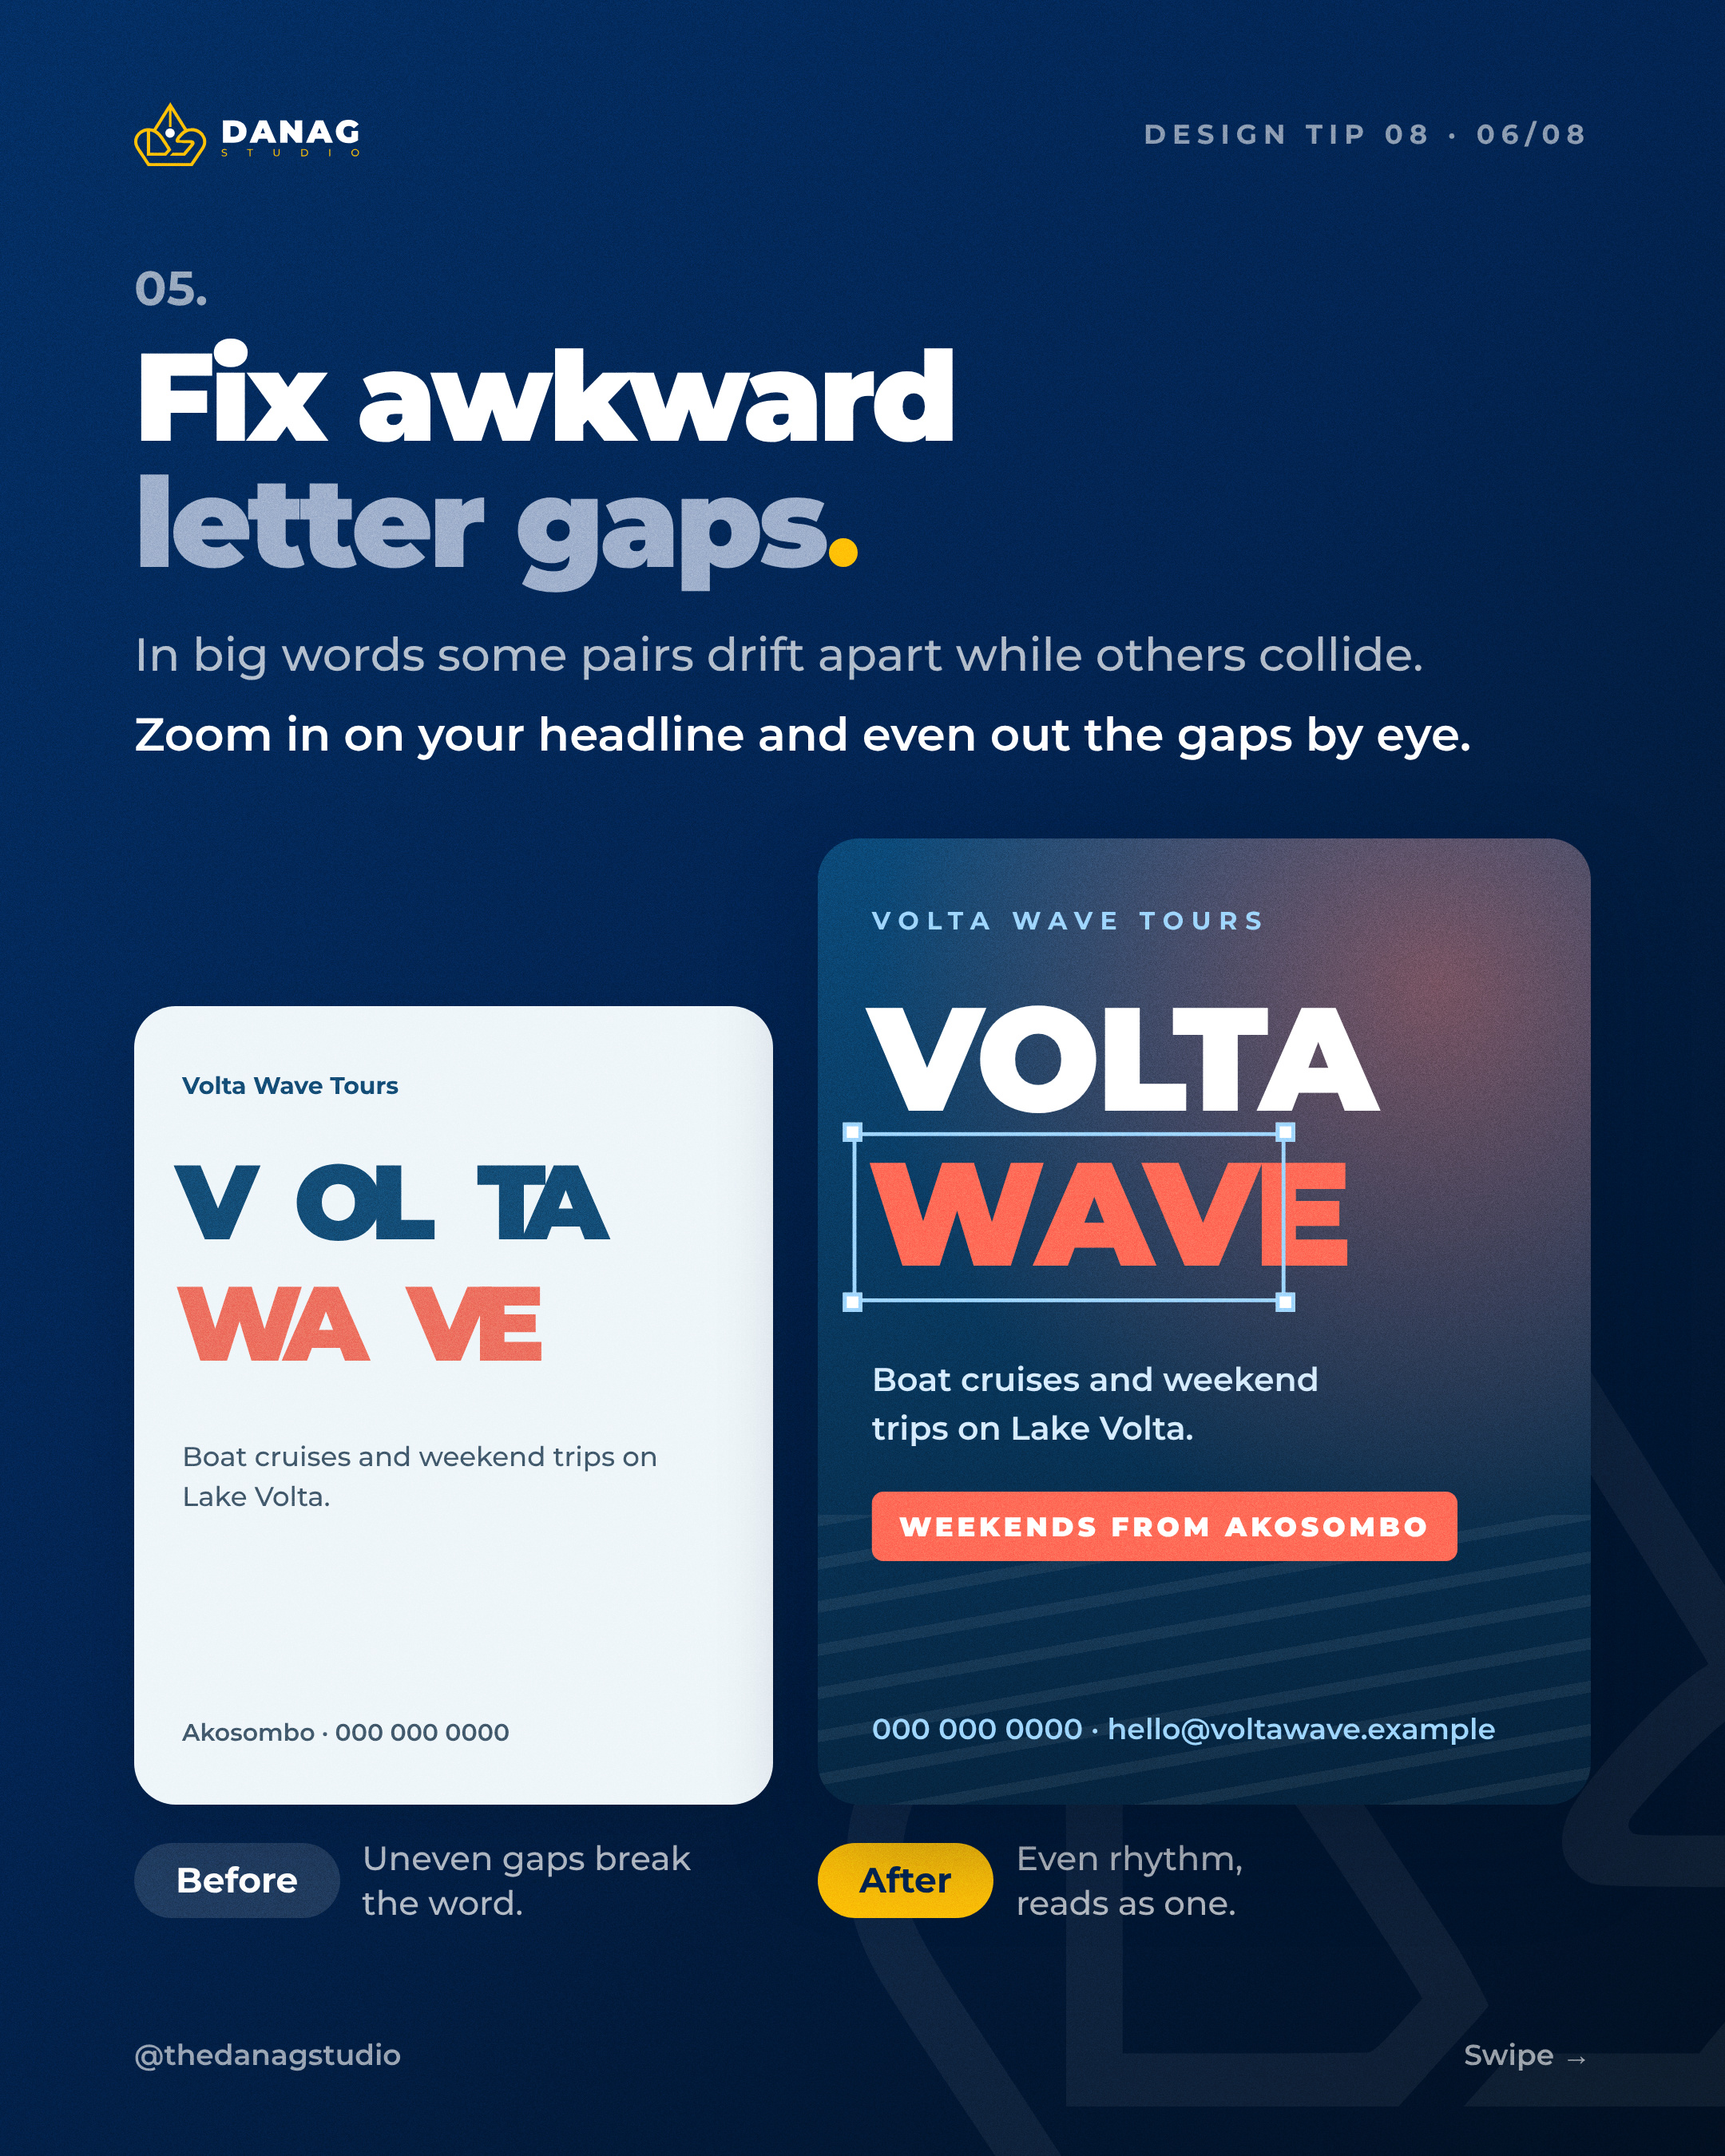 DANAG
STUDIO
DESIGN TIP 08 · 06/08
05.
Fix awkward
letter gaps.
In big words some pairs drift apart while others collide.
Zoom in on your headline and even out the gaps by eye.
Volta Wave Tours
V OL TA
WA VE
Boat cruises and weekend trips on
Lake Volta.
Akosombo · 000 000 0000
VOLTA WAVE TOURS
VOLTA
WAVE
Boat cruises and weekend
trips on Lake Volta.
WEEKENDS FROM AKOSOMBO
000 000 0000 · hello@voltawave.example
Before
Uneven gaps break
the word.
After
Even rhythm,
reads as one.
@thedanagstudio
Swipe →